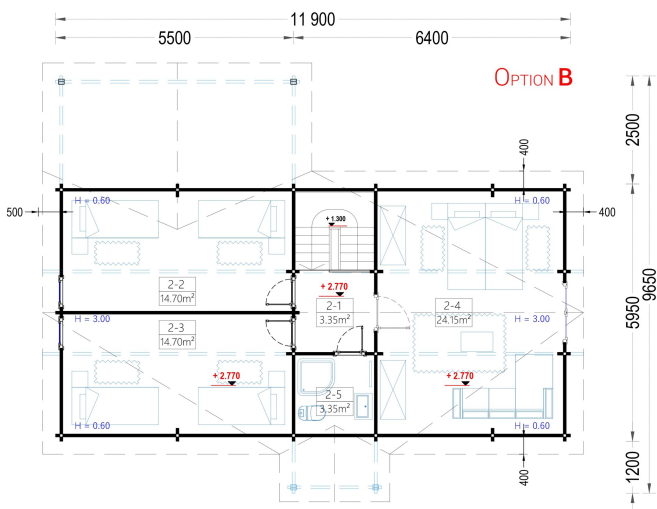 11 900
5500
6400
OPTION B
2500
400
H = 0.60
H = 0.60
500
400
+ 1.300
+ 2.770
2-2
14.70m²
2-1
3.35m²
2-4
24.15m²
9650
5950
H = 3.00
H = 3.00
2-3
14.70m²
+ 2.770
+ 2.770
2-5
3.35m²
H = 0.60
H = 0.60
400
1200